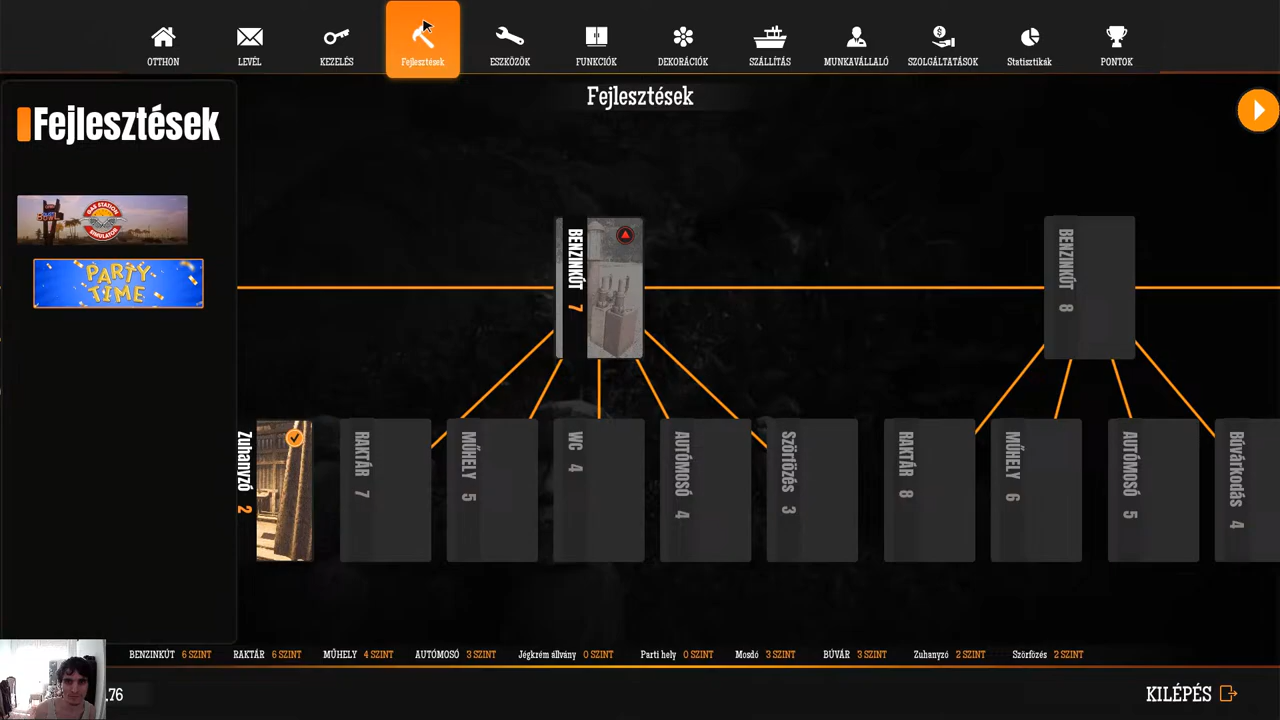 OTTHON
LEVÉL
KEZELÉS
Fejlesztések
ESZKÖZÖK
FUNKCIÓK
DEKORÁCIÓK
SZÁLLÍTÁS
MUNKAVÁLLALÓ
SZOLGÁLTATÁSOK
Statisztikák
PONTOK
Fejlesztések
Fejlesztések
GAS STATION
SIMULATOR
PARTY
TIME
BENZINKÚT 7
BENZINKÚT 8
Zuhanyzó 2
RAKTÁR 7
MŰHELY 5
WC 4
AUTÓMOSÓ 4
Szörfözés 3
RAKTÁR 8
MŰHELY 6
AUTÓMOSÓ 5
Búvárkodás 4
BENZINKÚT 6 SZINT RAKTÁR 6 SZINT MŰHELY 4 SZINT AUTÓMOSÓ 3 SZINT Jégkrém állvány 0 SZINT Parti hely 0 SZINT Mosdó 3 SZINT BÚVÁR 3 SZINT Zuhanyzó 2 SZINT Szörfözés 2 SZINT
.76
KILÉPÉS